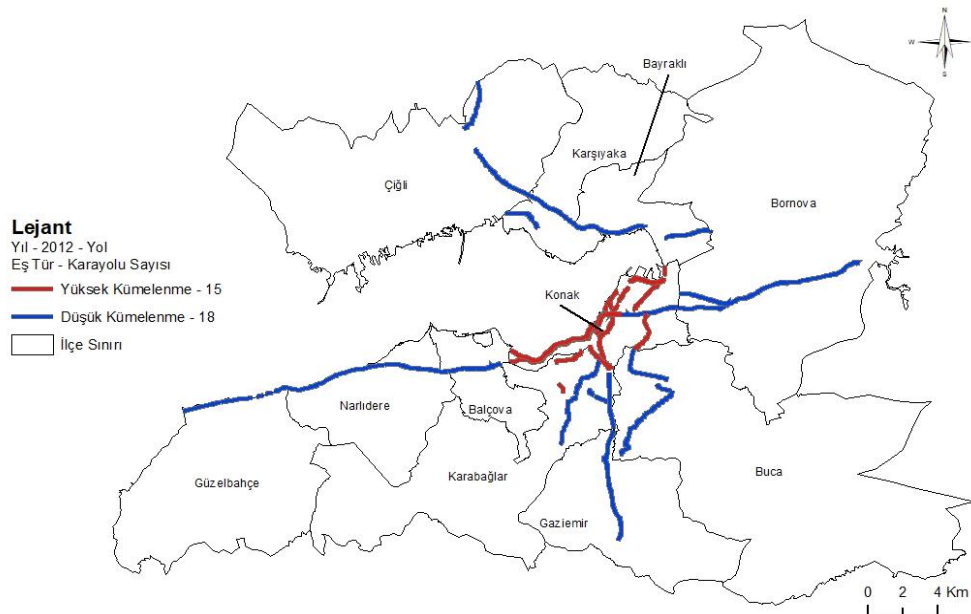 N
W
E
S
Bayraklı
Karşıyaka
Çiğli
Bornova
Lejant
Yıl - 2012 - Yol
Eş Tür - Karayolu Sayısı
Yüksek Kümelenme - 15
Düşük Kümelenme - 18
İlçe Sınırı
Konak
Narlıdere
Balçova
Güzelbahçe
Karabağlar
Buca
Gaziemir
0 2 4 Km